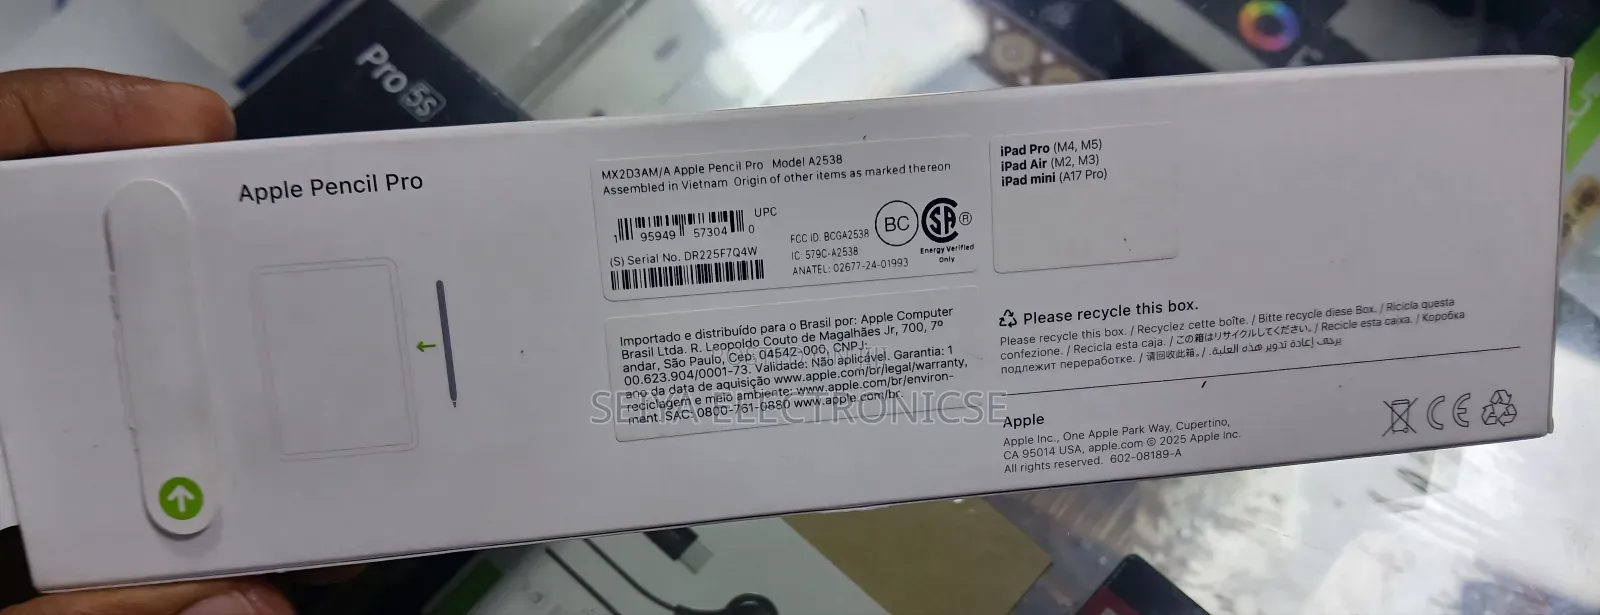 Pro 5s
Apple Pencil Pro
MX2D3AM/A Apple Pencil Pro Model A2538
Assembled in Vietnam Origin of other items as marked thereon
UPC
1 95949 57304 0
(S) Serial No. DR225F7Q4W
FCC ID: BCGA2538
IC: 579C-A2538
ANATEL: 02677-24-01993
BC
SA ®
Energy Verified
Only
iPad Pro (M4, M5)
iPad Air (M2, M3)
iPad mini (A17 Pro)
Importado e distribuído para o Brasil por: Apple Computer
Brasil Ltda. R. Leopoldo Couto de Magalhães Jr, 700, 7º
andar, São Paulo, Cep: 04542-000, CNPJ:
00.623.904/0001-73. Validade: Não aplicável. Garantia: 1
ano da data de aquisição www.apple.com/br/legal/warranty,
reciclagem e meio ambiente: www.apple.com/br/environ-
ment. SAC: 0800-761-0880 www.apple.com/br.
SEBA ELECTRONICSE
Please recycle this box.
Please recycle this box. / Recyclez cette boîte. / Bitte recycle diese Box. / Ricicla questa
confezione. / Recicla esta caja. / この箱はリサイクルしてください。 / Recicle esta caixa. / Коробка
подлежит переработке. / 请回收此箱。 / يرجى إعادة تدوير هذه العلبة.
Apple
Apple Inc., One Apple Park Way, Cupertino,
CA 95014 USA, apple.com © 2025 Apple Inc.
All rights reserved. 602-08189-A
CE